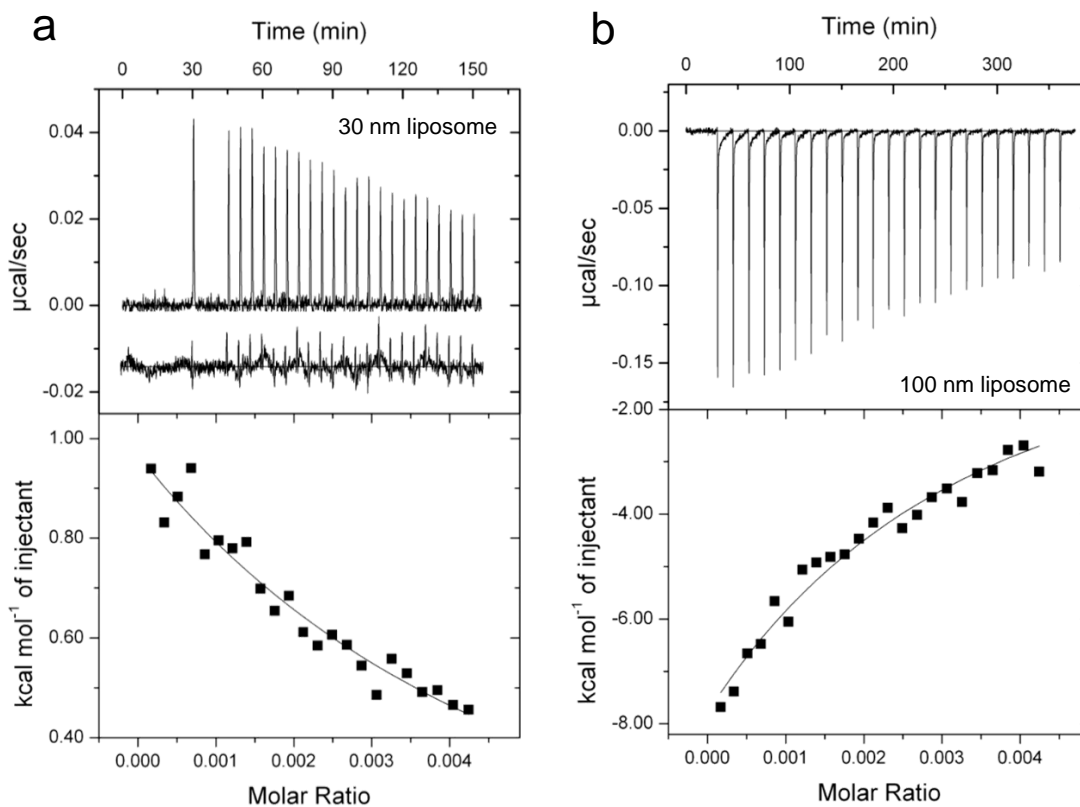 a
Time (min)
0 30 60 90 120 150
30 nm liposome
0.04
0.02
0.00
-0.02
µcal/sec
1.00
0.80
0.60
0.40
kcal mol⁻¹ of injectant
0.000 0.001 0.002 0.003 0.004
Molar Ratio
b
Time (min)
0 100 200 300
0.00
-0.05
-0.10
-0.15
-2.00
µcal/sec
100 nm liposome
-4.00
-6.00
-8.00
kcal mol⁻¹ of injectant
0.000 0.001 0.002 0.003 0.004
Molar Ratio